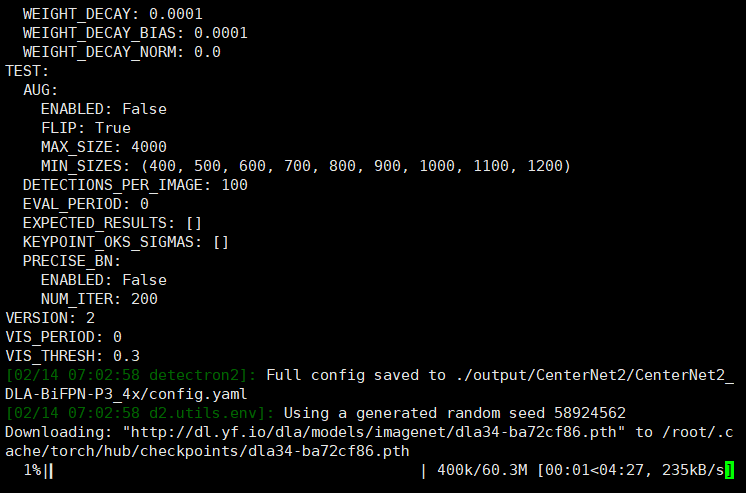 WEIGHT_DECAY: 0.0001
WEIGHT_DECAY_BIAS: 0.0001
WEIGHT_DECAY_NORM: 0.0
TEST:
AUG:
ENABLED: False
FLIP: True
MAX_SIZE: 4000
MIN_SIZES: (400, 500, 600, 700, 800, 900, 1000, 1100, 1200)
DETECTIONS_PER_IMAGE: 100
EVAL_PERIOD: 0
EXPECTED_RESULTS: []
KEYPOINT_OKS_SIGMAS: []
PRECISE_BN:
ENABLED: False
NUM_ITER: 200
VERSION: 2
VIS_PERIOD: 0
VIS_THRESH: 0.3
[02/14 07:02:58 detectron2]: Full config saved to ./output/CenterNet2/CenterNet2_
DLA-BiFPN-P3_4x/config.yaml
[02/14 07:02:58 d2.utils.env]: Using a generated random seed 58924562
Downloading: "http://dl.yf.io/dla/models/imagenet/dla34-ba72cf86.pth" to /root/.c
ache/torch/hub/checkpoints/dla34-ba72cf86.pth
1%| | 400k/60.3M [00:01<04:27, 235kB/s]